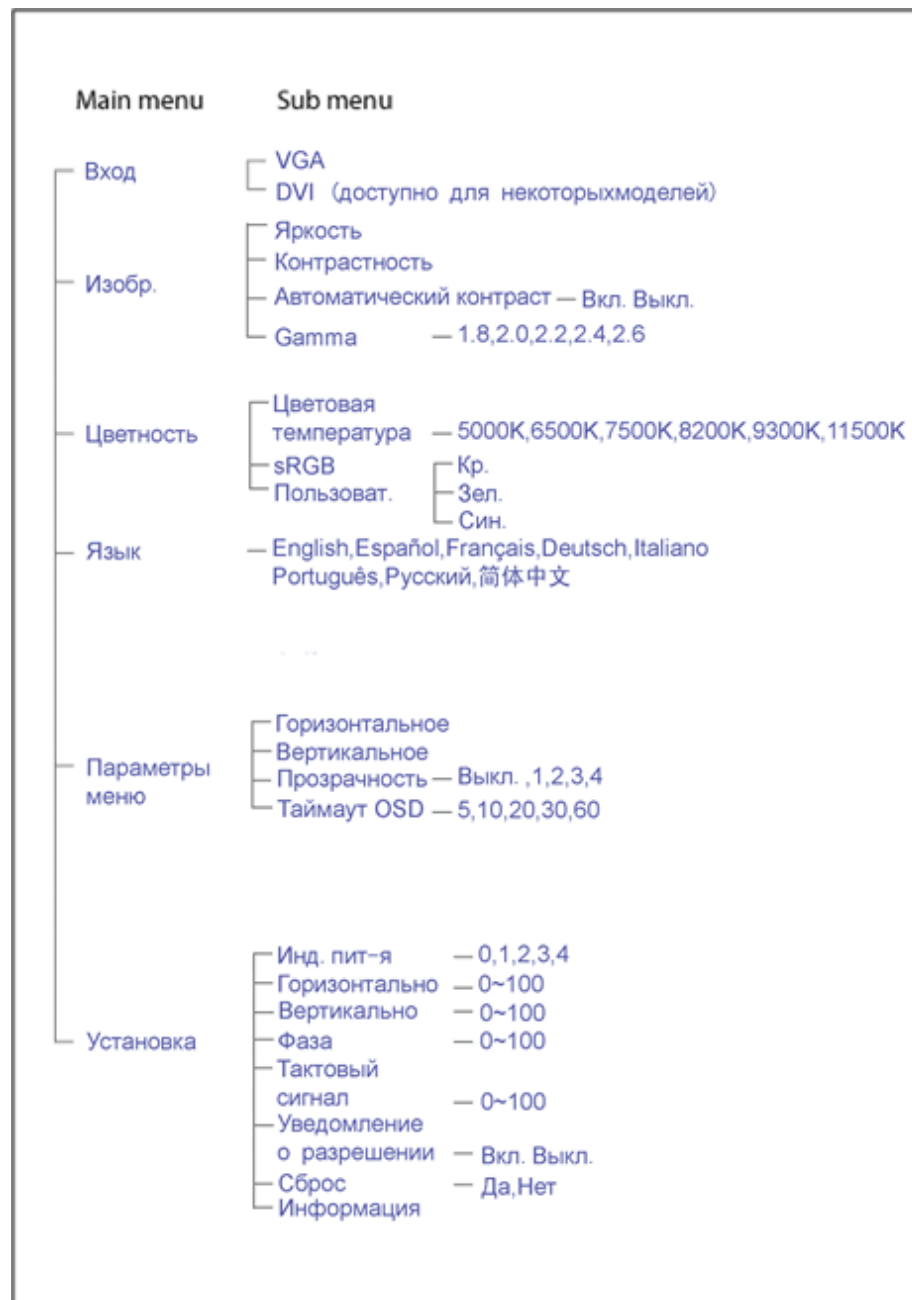 Main menu Sub menu
Вход
VGA
DVI (доступно для некоторыхмоделей)
Изобр.
Яркость
Контрастность
Автоматический контраст — Вкл. Выкл.
Gamma — 1.8,2.0,2.2,2.4,2.6
Цветность
Цветовая
температура — 5000K,6500K,7500K,8200K,9300K,11500K
sRGB
Пользоват.
Кр.
Зел.
Син.
Язык — English,Español,Français,Deutsch,Italiano
Português,Русский,简体中文
Параметры
меню
Горизонтальное
Вертикальное
Прозрачность — Выкл. ,1,2,3,4
Таймаут OSD — 5,10,20,30,60
Установка
Инд. пит-я — 0,1,2,3,4
Горизонтально — 0~100
Вертикально — 0~100
Фаза — 0~100
Тактовый
сигнал — 0~100
Уведомление
о разрешении — Вкл. Выкл.
Сброс — Да,Нет
Информация